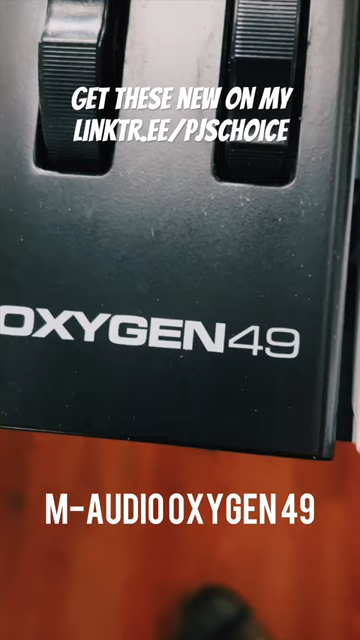 GET THESE NEW ON MY
LINKTR.EE/PJSCHOICE
OXYGEN49
M-AUDIO OXYGEN 49